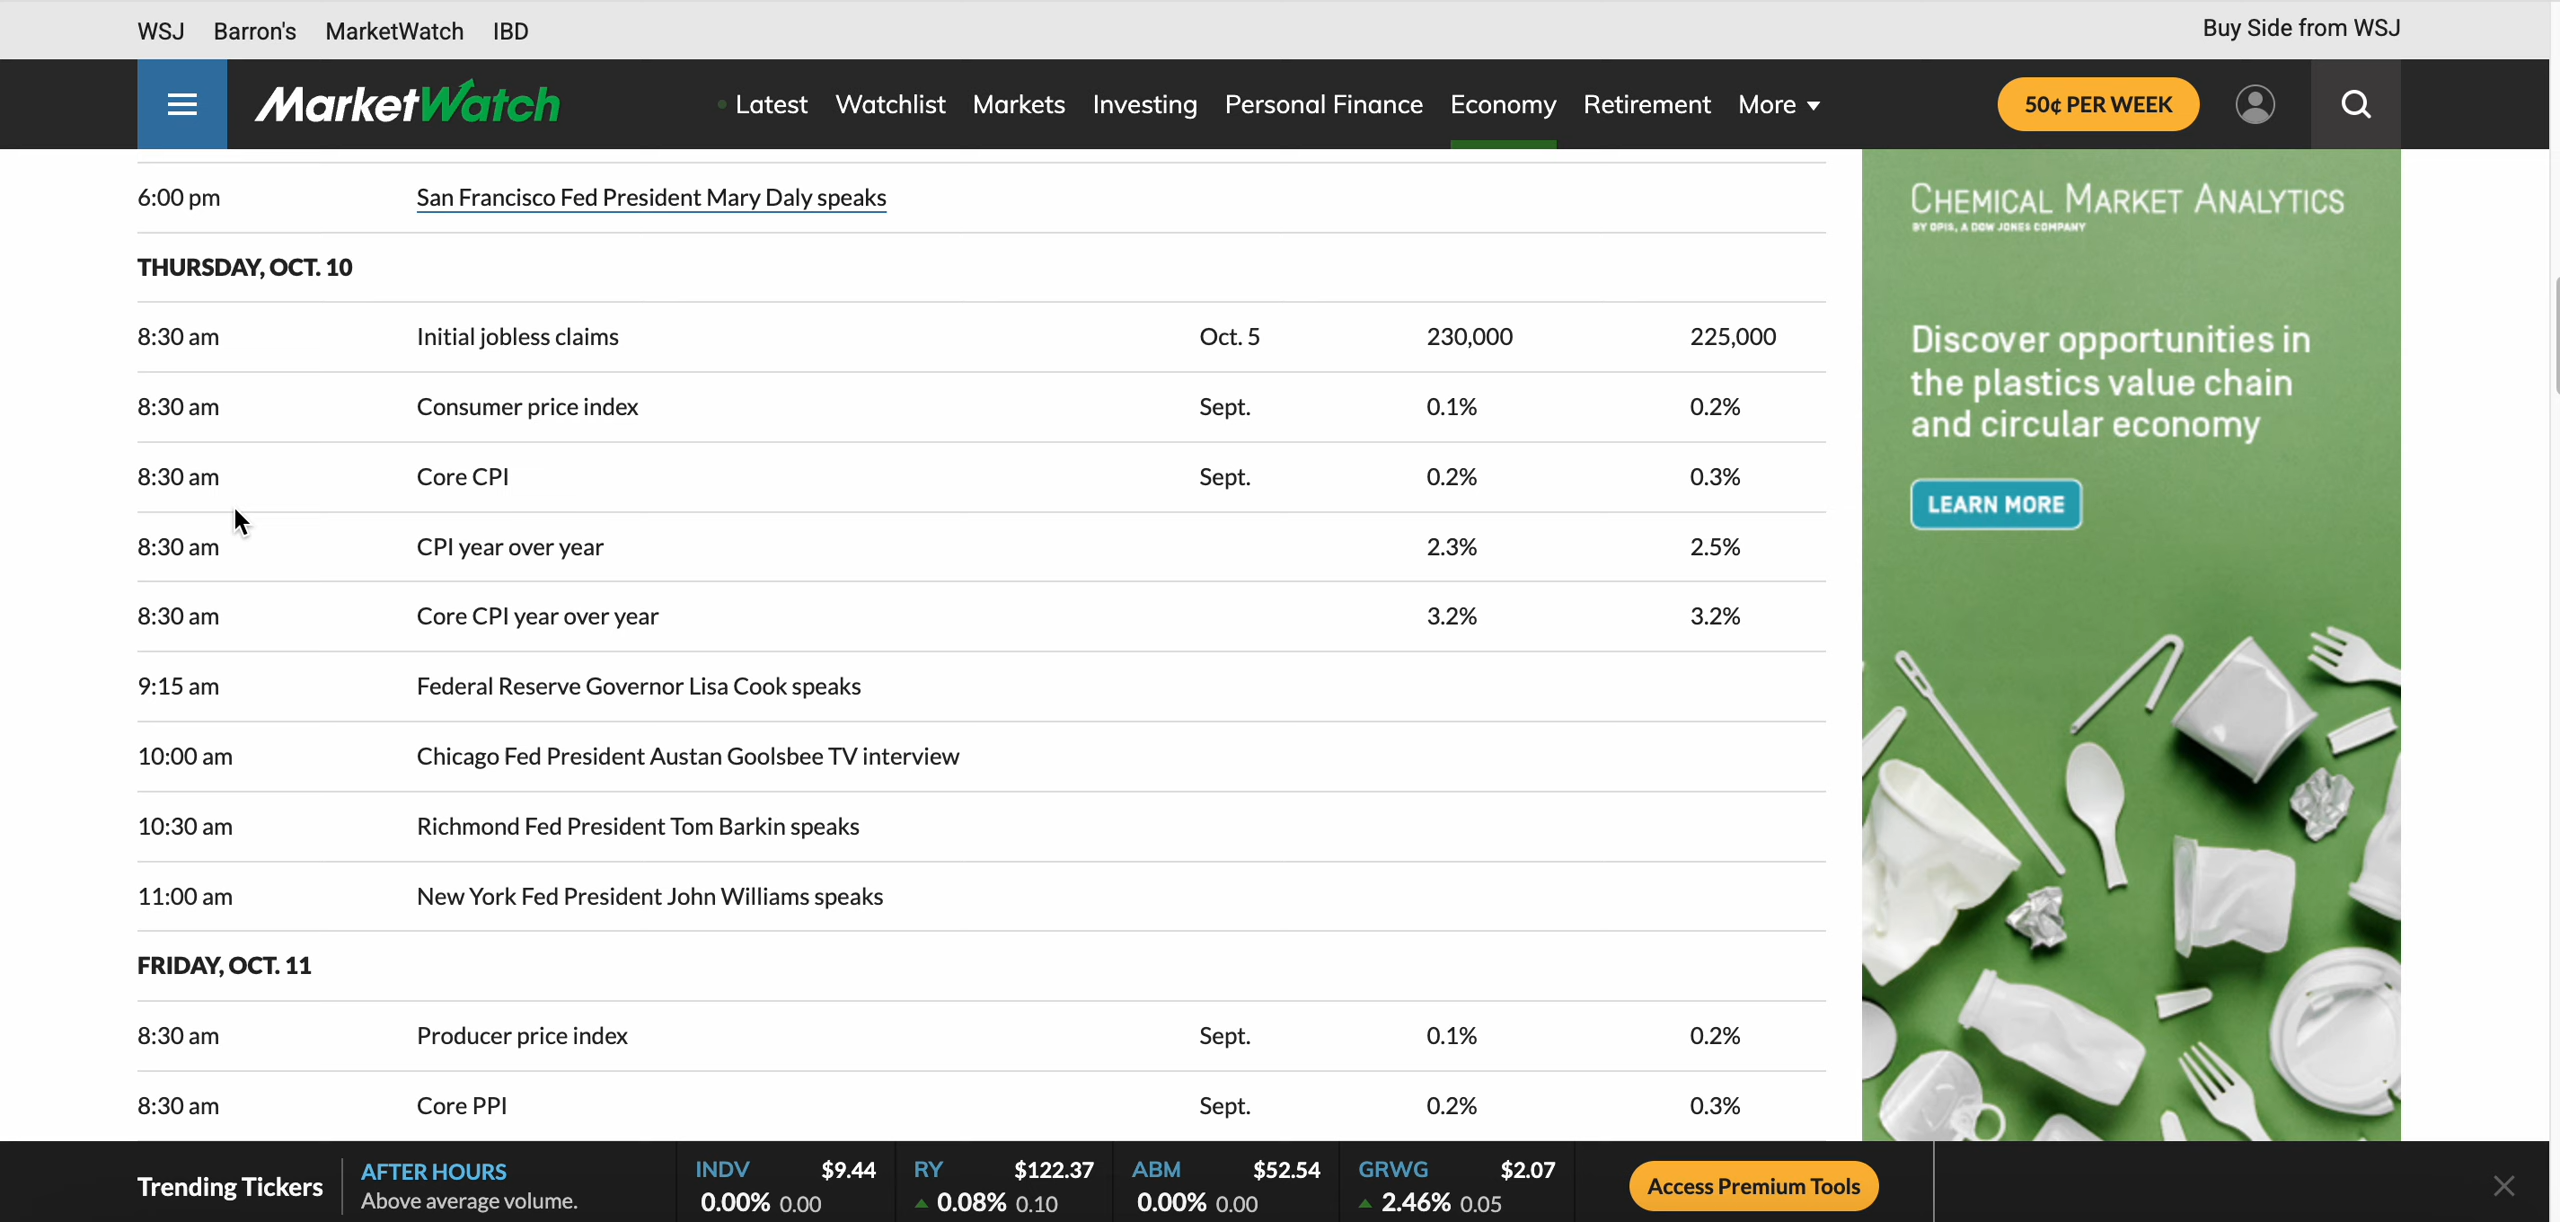 WSJ Barron's MarketWatch IBD Buy Side from WSJ
MarketWatch Latest Watchlist Markets Investing Personal Finance Economy Retirement More 50¢ PER WEEK
6:00 pm San Francisco Fed President Mary Daly speaks
THURSDAY, OCT. 10
8:30 am Initial jobless claims Oct. 5 230,000 225,000
8:30 am Consumer price index Sept. 0.1% 0.2%
8:30 am Core CPI Sept. 0.2% 0.3%
8:30 am CPI year over year 2.3% 2.5%
8:30 am Core CPI year over year 3.2% 3.2%
9:15 am Federal Reserve Governor Lisa Cook speaks
10:00 am Chicago Fed President Austan Goolsbee TV interview
10:30 am Richmond Fed President Tom Barkin speaks
11:00 am New York Fed President John Williams speaks
FRIDAY, OCT. 11
8:30 am Producer price index Sept. 0.1% 0.2%
8:30 am Core PPI Sept. 0.2% 0.3%
CHEMICAL MARKET ANALYTICS
BY OPIS, A DOW JONES COMPANY
Discover opportunities in
the plastics value chain
and circular economy
LEARN MORE
Trending Tickers
AFTER HOURS
Above average volume.
INDV $9.44
0.00% 0.00
RY $122.37
0.08% 0.10
ABM $52.54
0.00% 0.00
GRWG $2.07
2.46% 0.05
Access Premium Tools